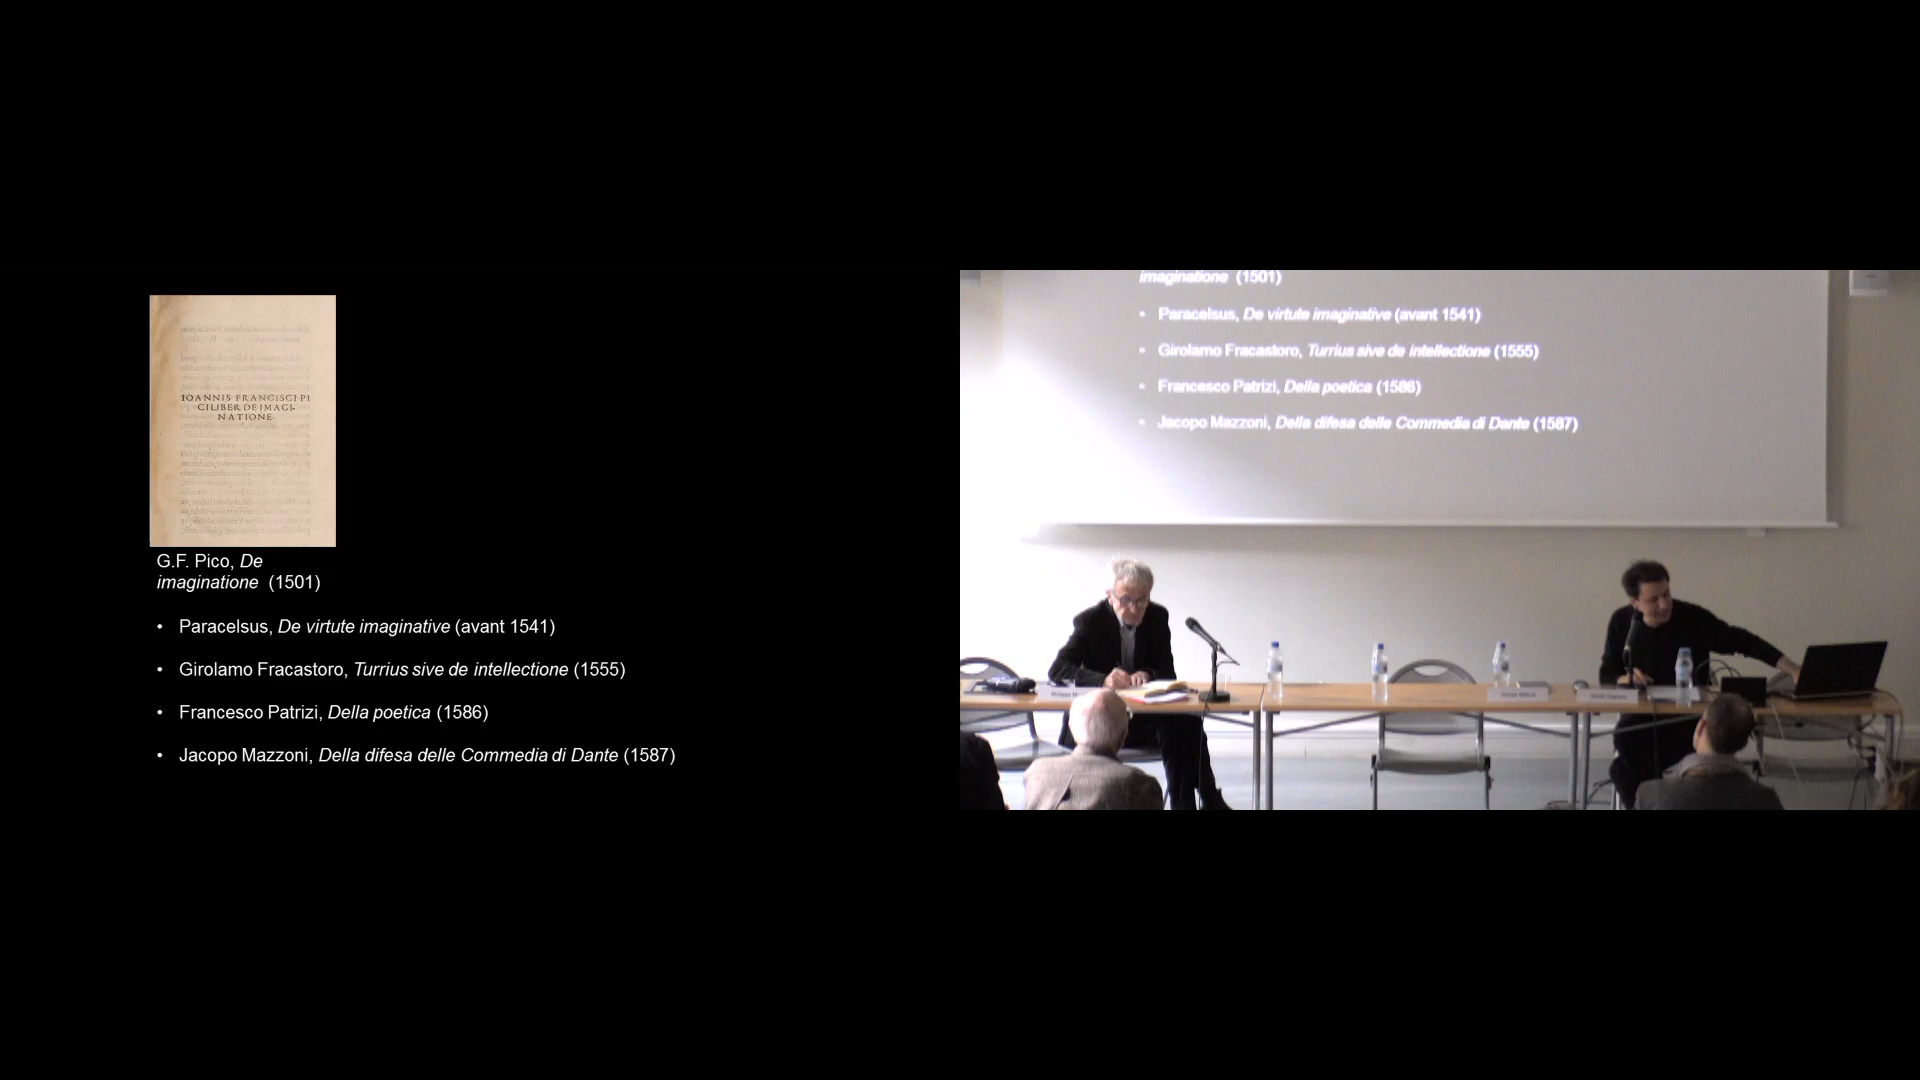 IOANNIS FRANCISCI PI
CI LIBER DE IMAGI-
NATIONE.
G.F. Pico, De
imaginatione (1501)
• Paracelsus, De virtute imaginative (avant 1541)
• Girolamo Fracastoro, Turrius sive de intellectione (1555)
• Francesco Patrizi, Della poetica (1586)
• Jacopo Mazzoni, Della difesa delle Commedia di Dante (1587)
imaginatione (1501)
• Paracelsus, De virtute imaginative (avant 1541)
• Girolamo Fracastoro, Turrius sive de intellectione (1555)
• Francesco Patrizi, Della poetica (1586)
• Jacopo Mazzoni, Della difesa delle Commedia di Dante (1587)